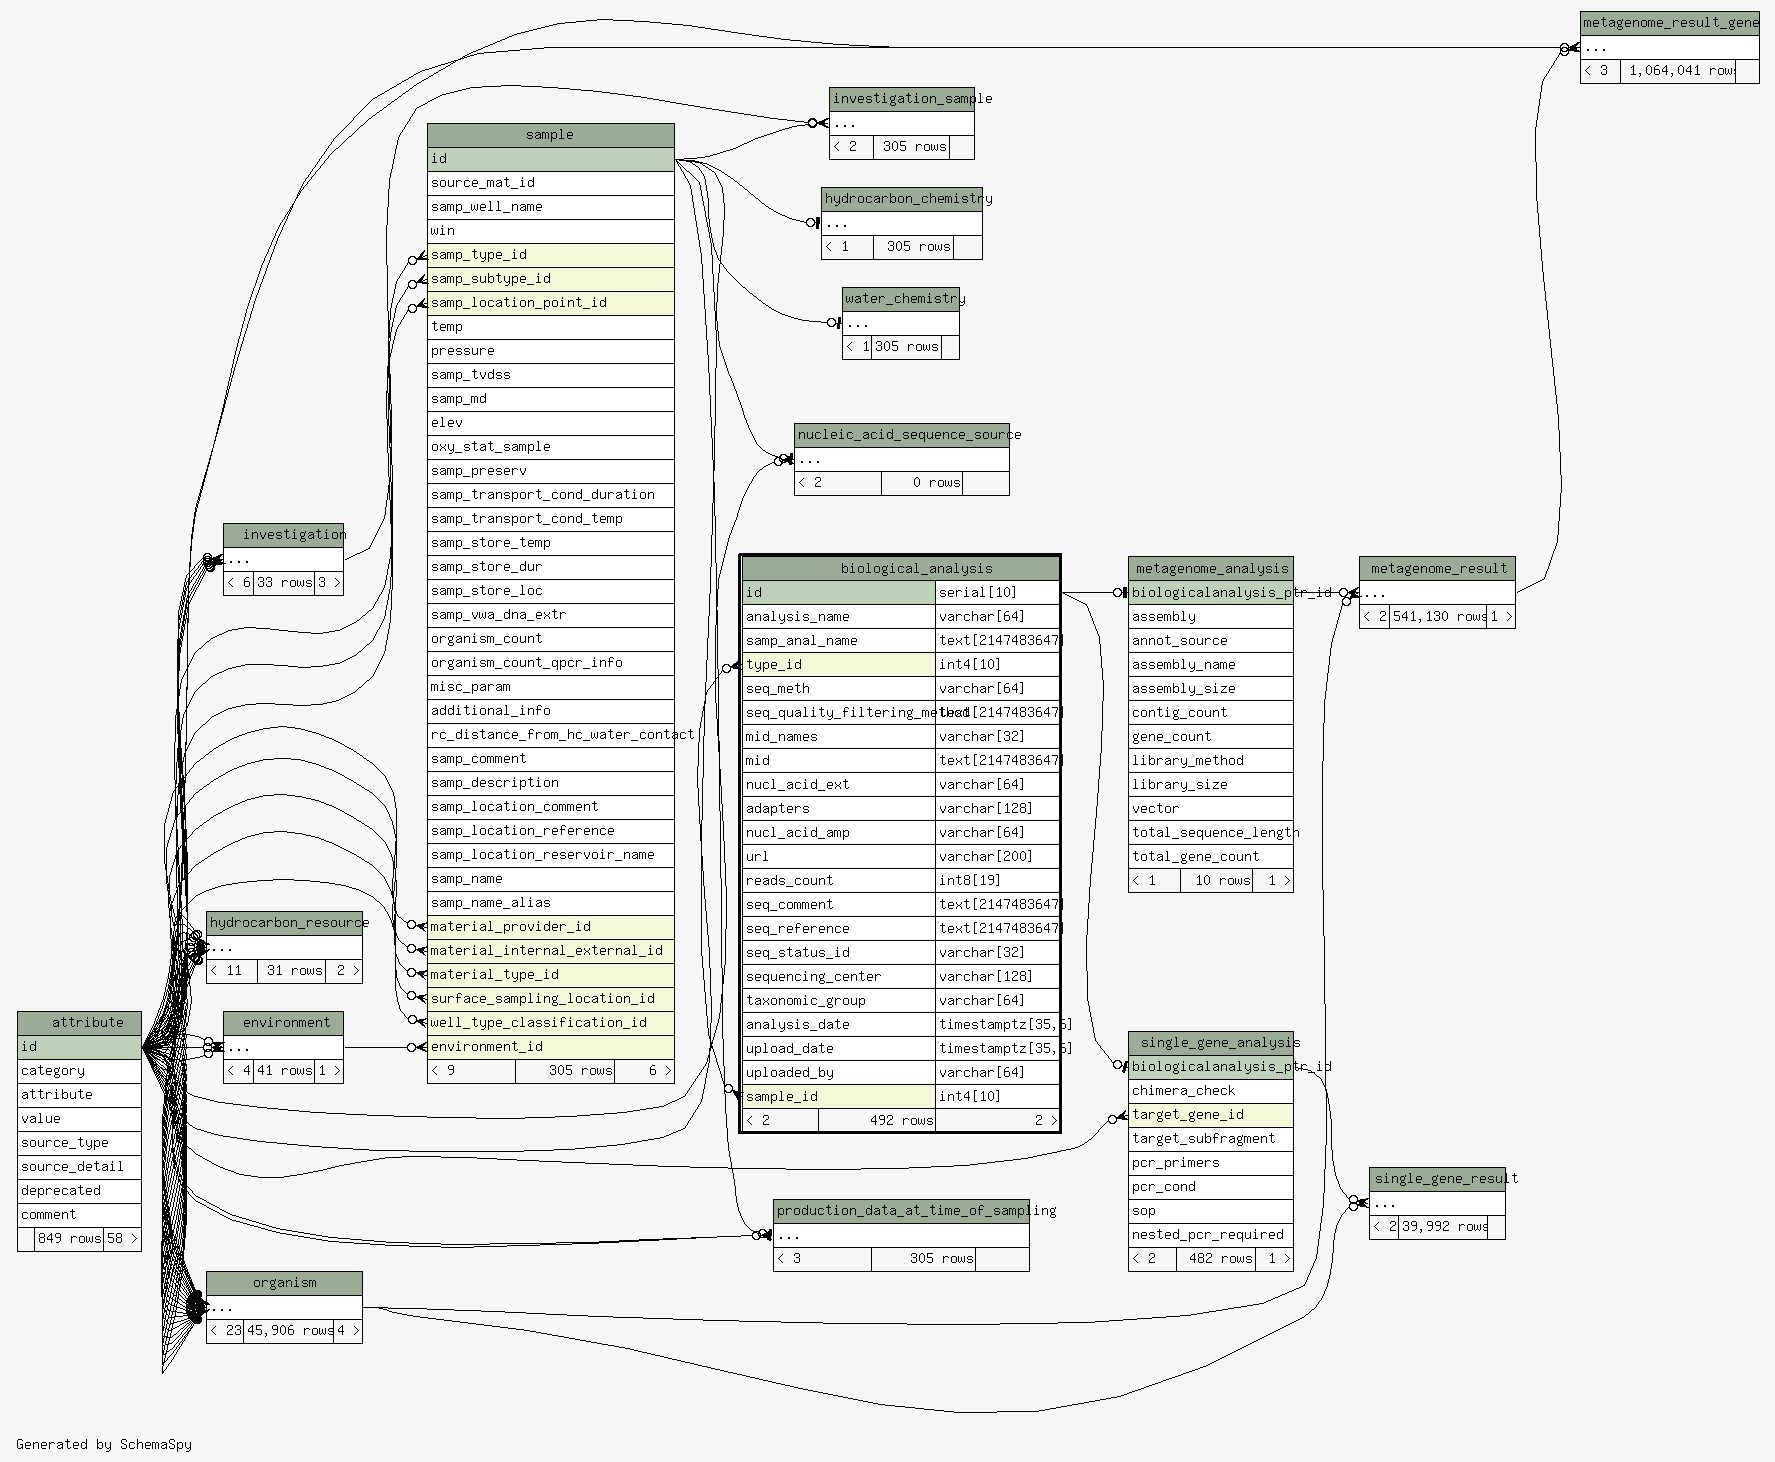 metagenome_result_gene
...
< 3 1,064,041 rows
investigation_sample
...
< 2 305 rows
sample
id
source_mat_id
samp_well_name
win
samp_type_id
samp_subtype_id
samp_location_point_id
temp
pressure
samp_tvdss
samp_md
elev
oxy_stat_sample
samp_preserv
samp_transport_cond_duration
samp_transport_cond_temp
samp_store_temp
samp_store_dur
samp_store_loc
samp_vwa_dna_extr
organism_count
organism_count_qpcr_info
misc_param
additional_info
rc_distance_from_hc_water_contact
samp_comment
samp_description
samp_location_comment
samp_location_reference
samp_location_reservoir_name
samp_name
samp_name_alias
material_provider_id
material_internal_external_id
material_type_id
surface_sampling_location_id
well_type_classification_id
environment_id
< 9 305 rows 6 >
hydrocarbon_chemistry
...
< 1 305 rows
water_chemistry
...
< 1 305 rows
nucleic_acid_sequence_source
...
< 2 0 rows
investigation
...
< 6 33 rows 3 >
biological_analysis
id serial[10]
analysis_name varchar[64]
samp_anal_name text[2147483647]
type_id int4[10]
seq_meth varchar[64]
seq_quality_filtering_method text[2147483647]
mid_names varchar[32]
mid text[2147483647]
nucl_acid_ext varchar[64]
adapters varchar[128]
nucl_acid_amp varchar[64]
url varchar[200]
reads_count int8[19]
seq_comment text[2147483647]
seq_reference text[2147483647]
seq_status_id varchar[32]
sequencing_center varchar[128]
taxonomic_group varchar[64]
analysis_date timestamptz[35,6]
upload_date timestamptz[35,6]
uploaded_by varchar[64]
sample_id int4[10]
< 2 492 rows 2 >
metagenome_analysis
biologicalanalysis_ptr_id
assembly
annot_source
assembly_name
assembly_size
contig_count
gene_count
library_method
library_size
vector
total_sequence_length
total_gene_count
< 1 10 rows 1 >
metagenome_result
...
< 2 541,130 rows 1 >
hydrocarbon_resource
...
< 11 31 rows 2 >
attribute
id
category
attribute
value
source_type
source_detail
deprecated
comment
849 rows 58 >
environment
...
< 4 41 rows 1 >
single_gene_analysis
biologicalanalysis_ptr_id
chimera_check
target_gene_id
target_subfragment
pcr_primers
pcr_cond
sop
nested_pcr_required
< 2 482 rows 1 >
single_gene_result
...
< 2 39,992 rows
production_data_at_time_of_sampling
...
< 3 305 rows
organism
...
< 23 45,906 rows 4 >
Generated by SchemaSpy